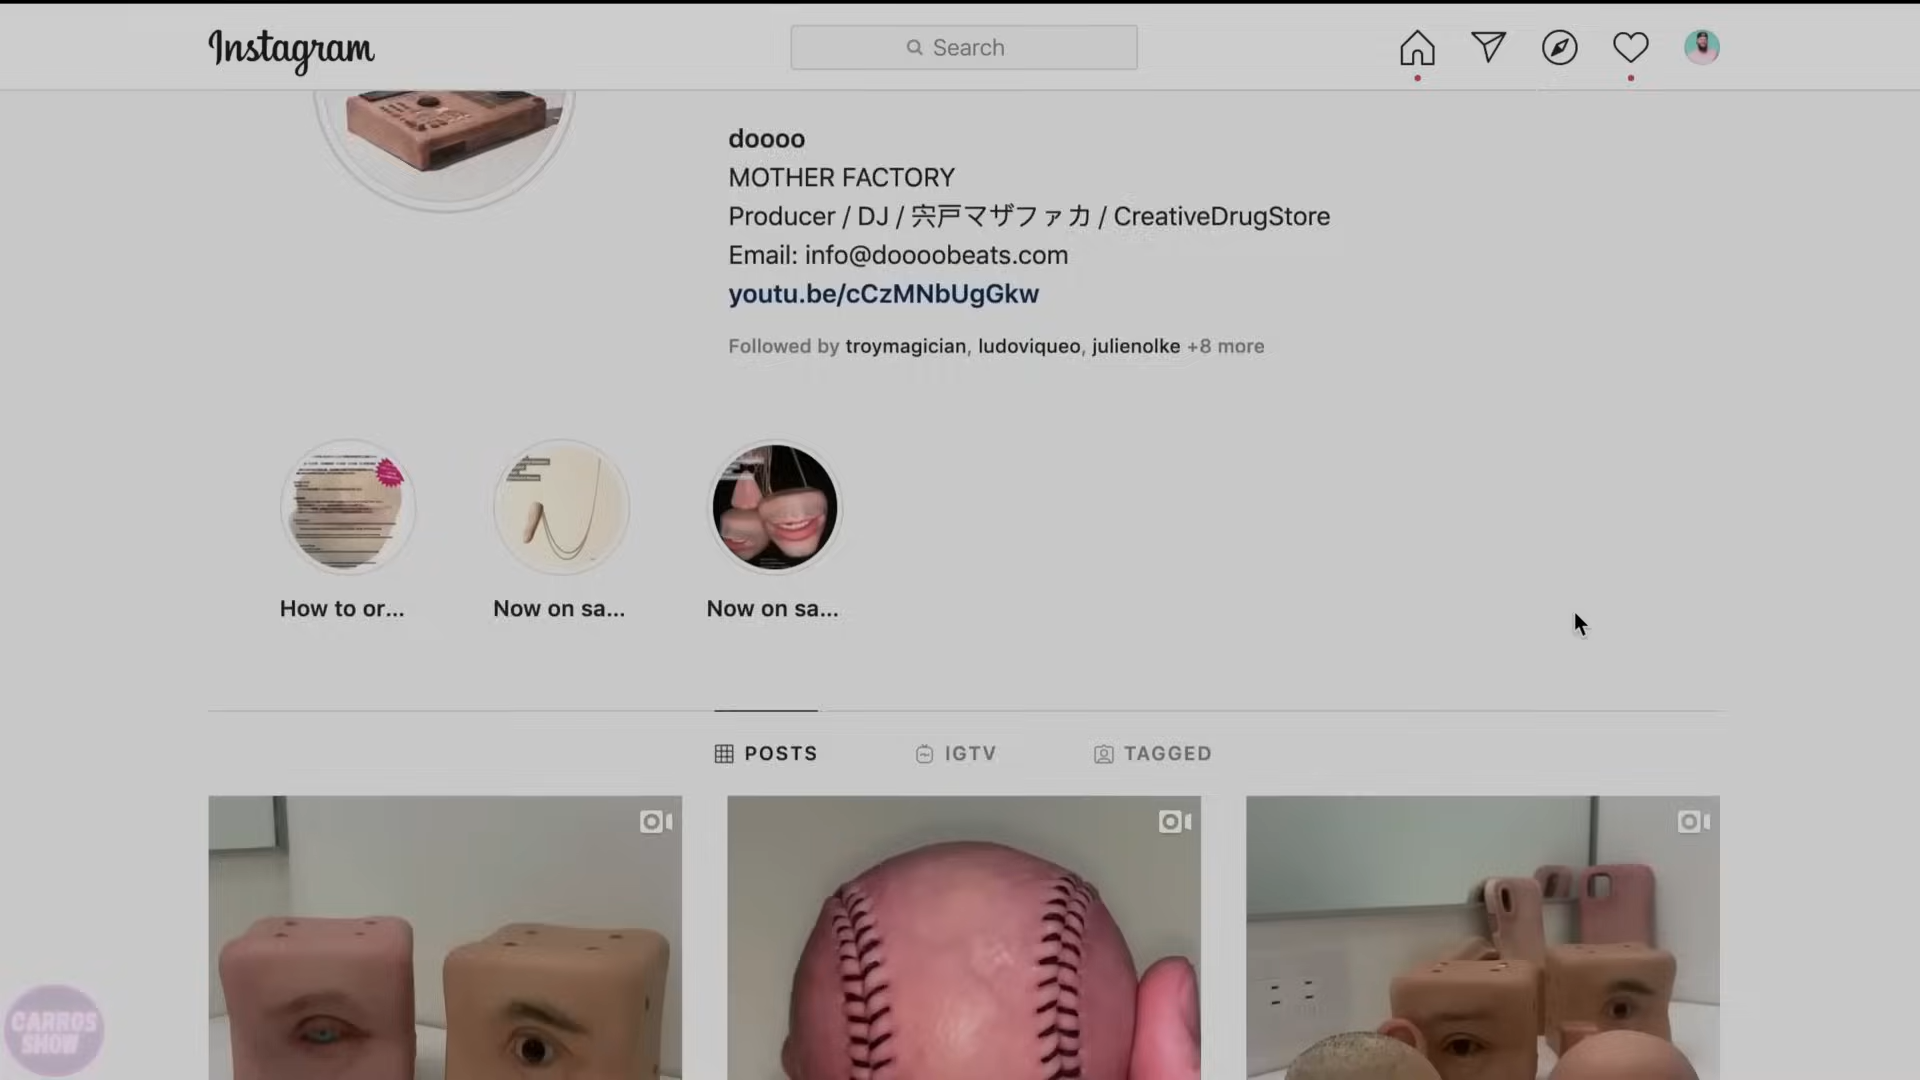 Instagram
Search
doooo
MOTHER FACTORY
Producer / DJ / 宍戸マザファカ / CreativeDrugStore
Email: info@doooobeats.com
youtu.be/cCzMNbUgGkw
Followed by troymagician, ludoviqueo, julienolke +8 more
How to or...
Now on sa...
Now on sa...
POSTS
IGTV
TAGGED
CARROS
SHOW